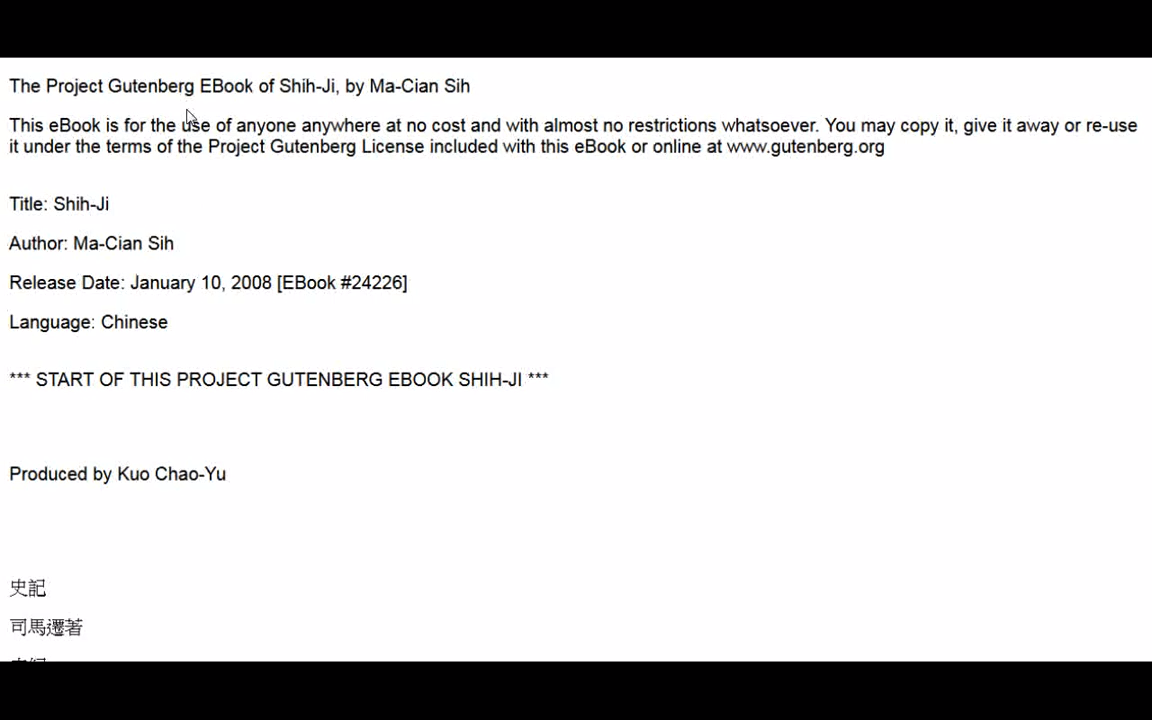 The Project Gutenberg EBook of Shih-Ji, by Ma-Cian Sih
This eBook is for the use of anyone anywhere at no cost and with almost no restrictions whatsoever. You may copy it, give it away or re-use
it under the terms of the Project Gutenberg License included with this eBook or online at www.gutenberg.org
Title: Shih-Ji
Author: Ma-Cian Sih
Release Date: January 10, 2008 [EBook #24226]
Language: Chinese
*** START OF THIS PROJECT GUTENBERG EBOOK SHIH-JI ***
Produced by Kuo Chao-Yu
史記
司馬遷著